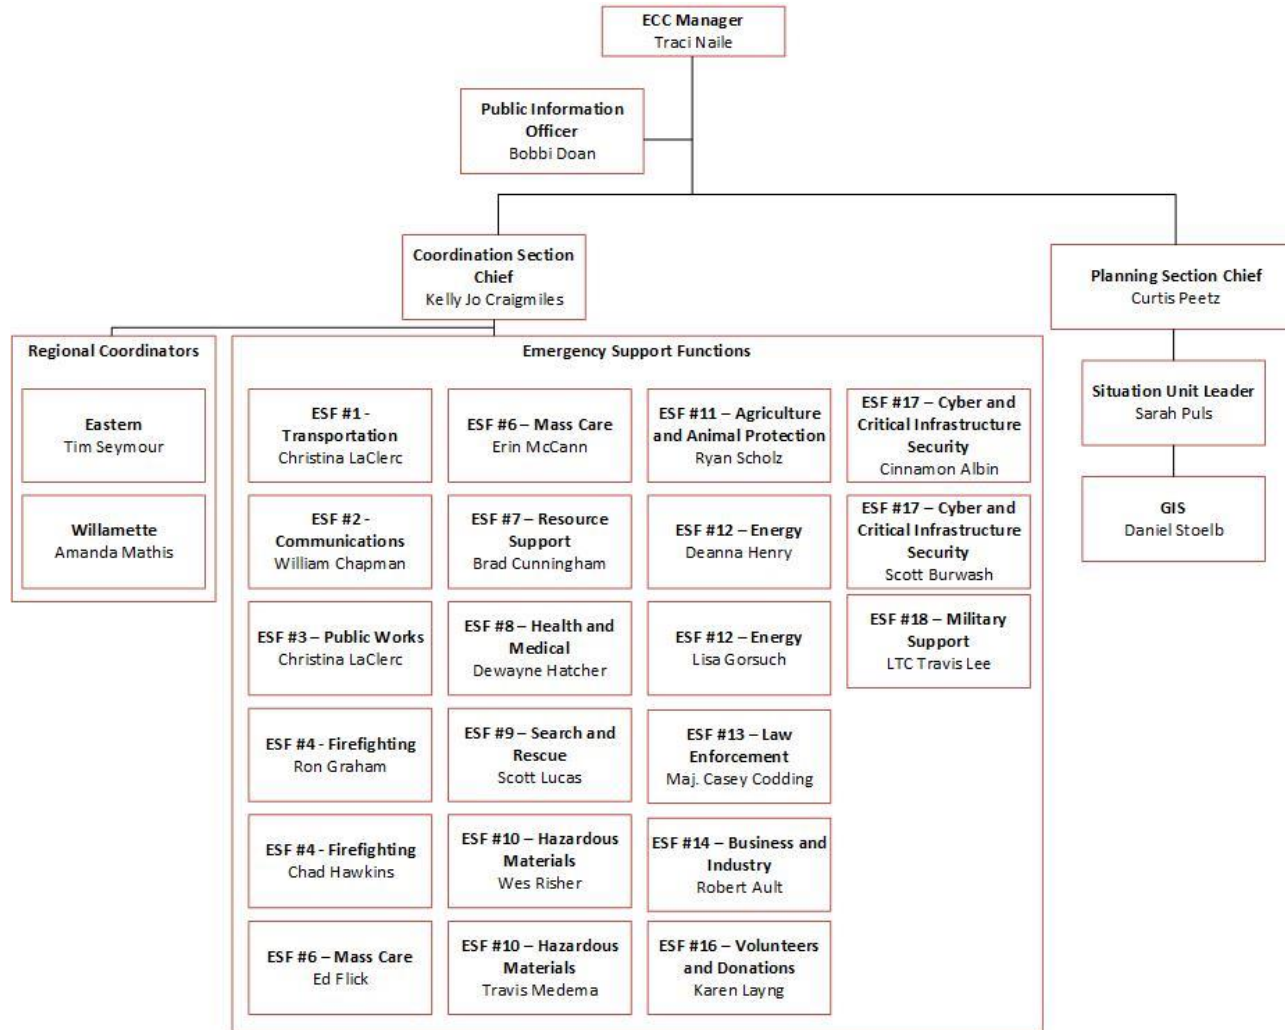 ECC Manager
Traci Naile
Public Information
Officer
Bobbi Doan
Coordination Section
Chief
Kelly Jo Craigmiles
Planning Section Chief
Curtis Peetz
Regional Coordinators
Eastern
Tim Seymour
Willamette
Amanda Mathis
Emergency Support Functions
ESF #1 -
Transportation
Christina LaClerc
ESF #2 -
Communications
William Chapman
ESF #3 – Public Works
Christina LaClerc
ESF #4 - Firefighting
Ron Graham
ESF #4 - Firefighting
Chad Hawkins
ESF #6 – Mass Care
Ed Flick
ESF #6 – Mass Care
Erin McCann
ESF #7 – Resource
Support
Brad Cunningham
ESF #8 – Health and
Medical
Dewayne Hatcher
ESF #9 – Search and
Rescue
Scott Lucas
ESF #10 – Hazardous
Materials
Wes Risher
ESF #10 – Hazardous
Materials
Travis Medema
ESF #11 – Agriculture
and Animal Protection
Ryan Scholz
ESF #12 – Energy
Deanna Henry
ESF #12 – Energy
Lisa Gorsuch
ESF #13 – Law
Enforcement
Maj. Casey Codding
ESF #14 – Business and
Industry
Robert Ault
ESF #16 – Volunteers
and Donations
Karen Layng
ESF #17 – Cyber and
Critical Infrastructure
Security
Cinnamon Albin
ESF #17 – Cyber and
Critical Infrastructure
Security
Scott Burwash
ESF #18 – Military
Support
LTC Travis Lee
Situation Unit Leader
Sarah Puls
GIS
Daniel Stoelb